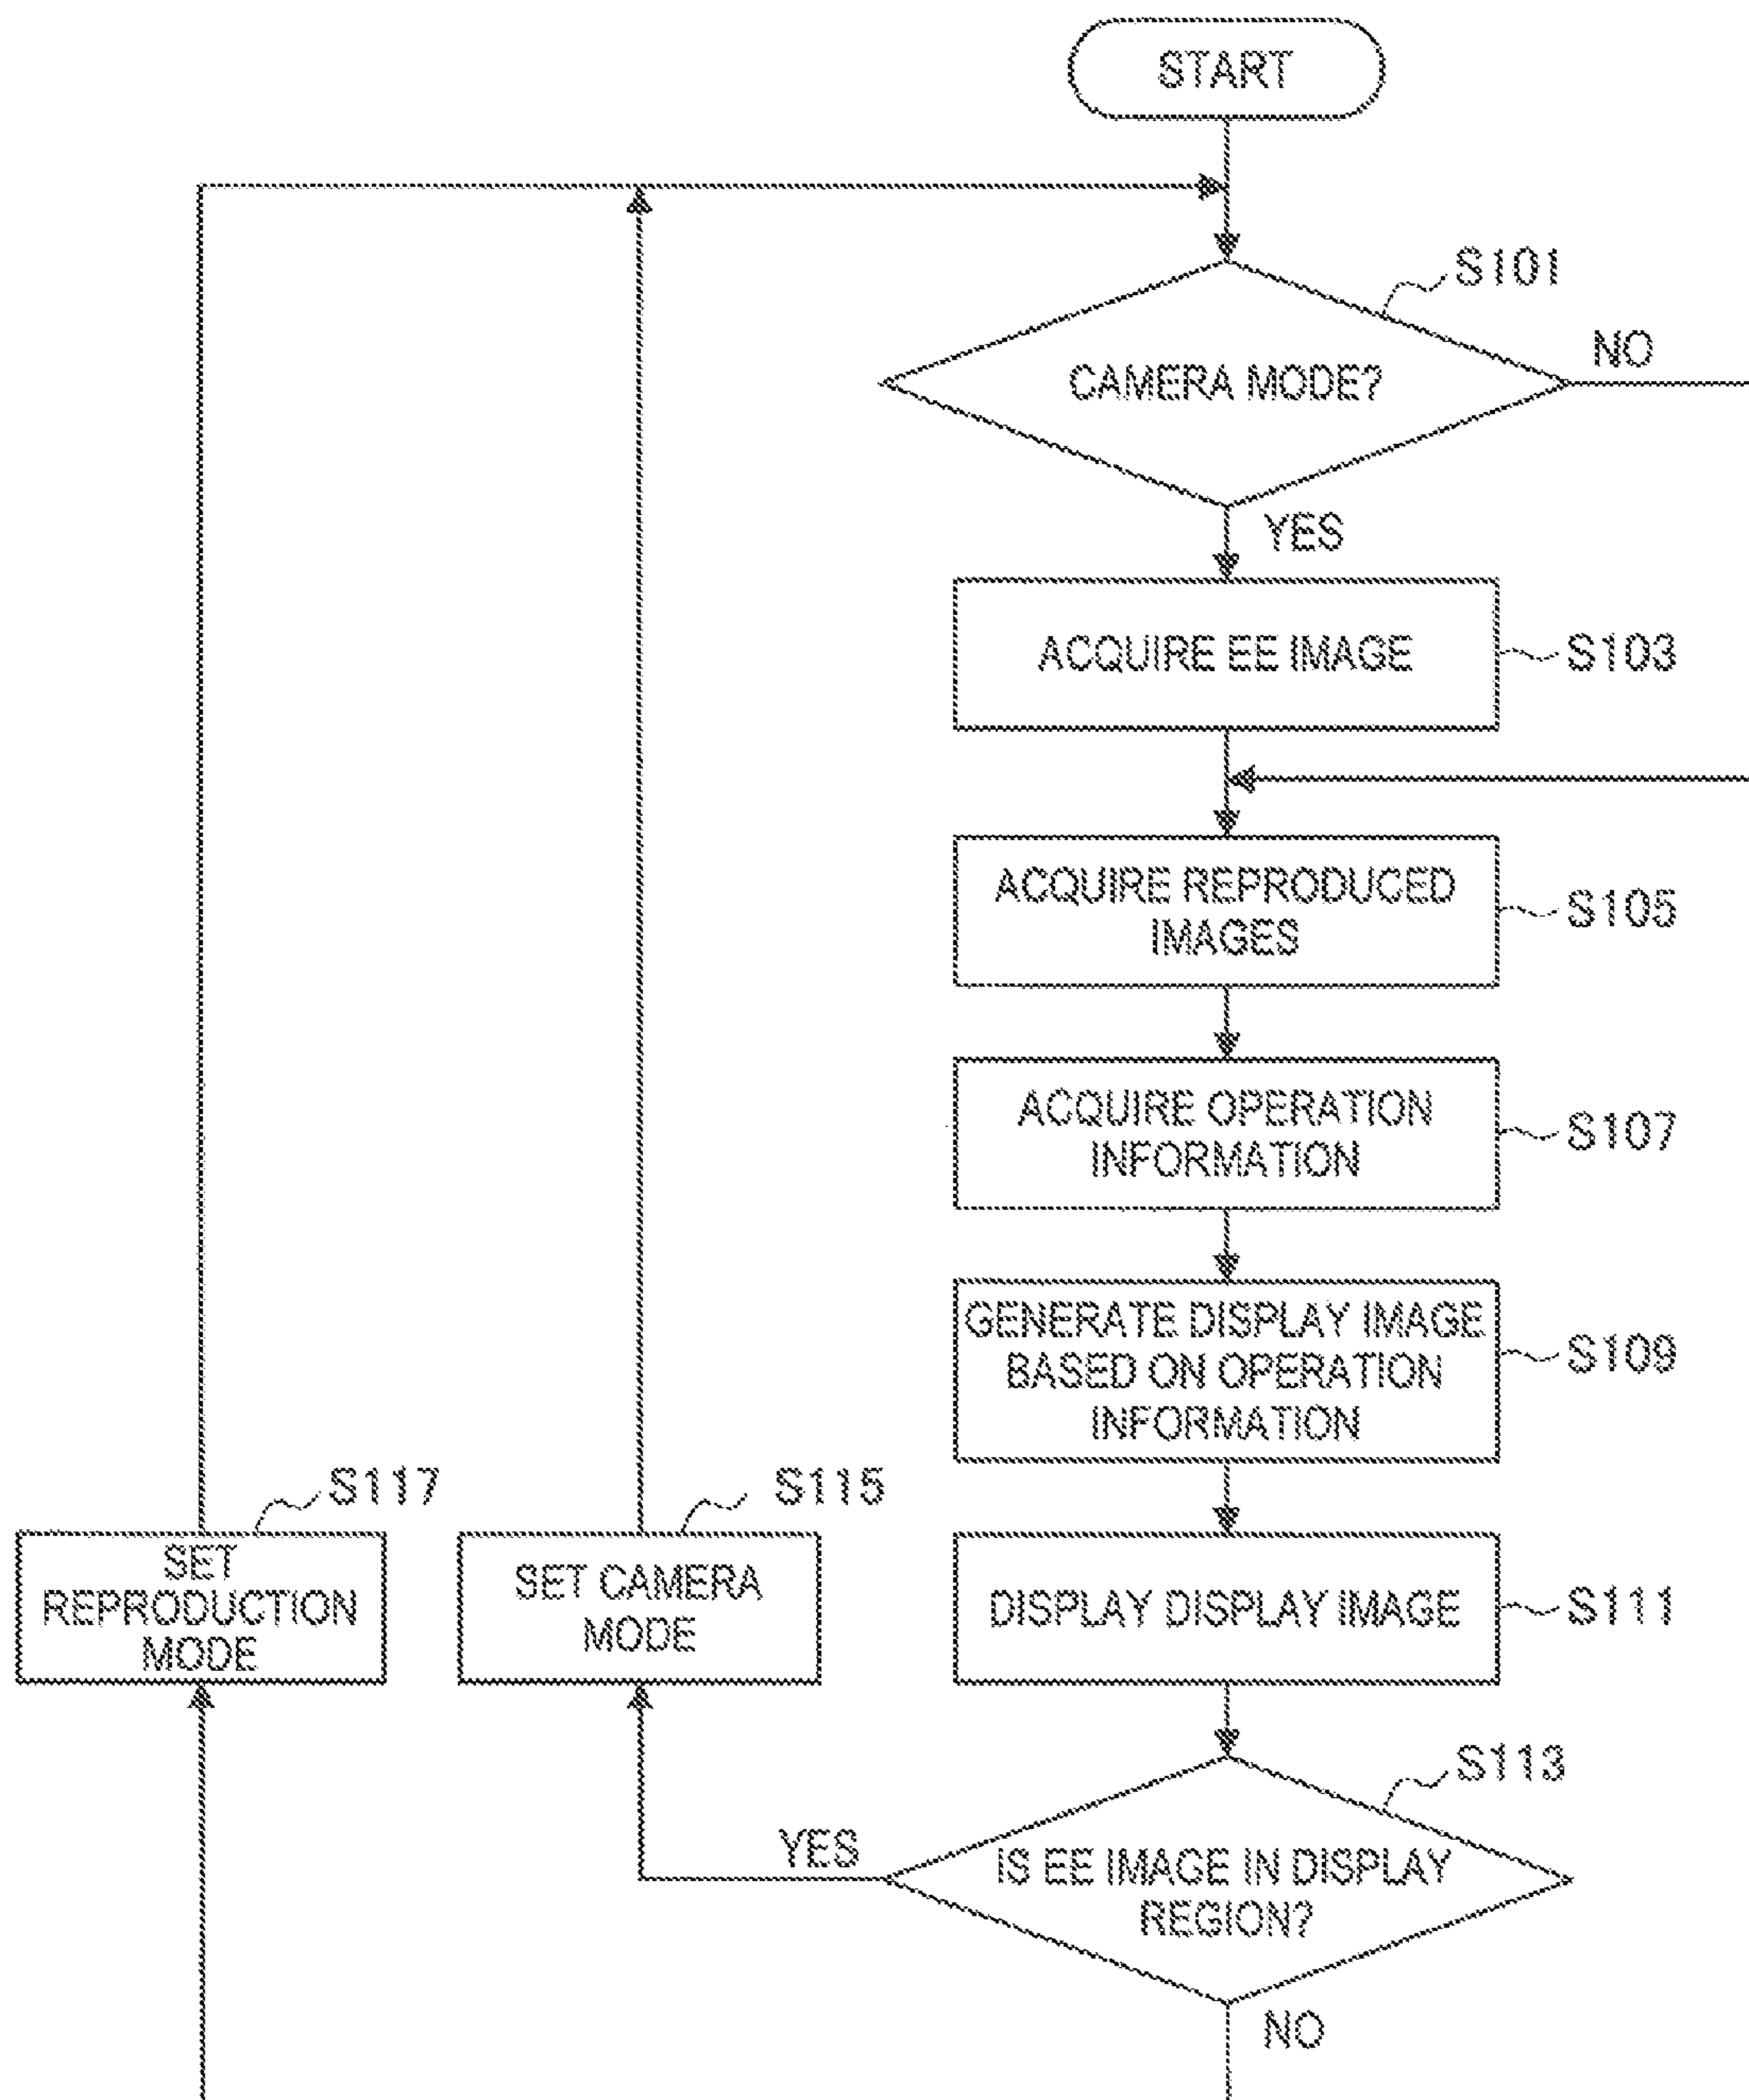 START
S101
CAMERA MODE?
NO
YES
ACQUIRE EE IMAGE
S103
ACQUIRE REPRODUCED
IMAGES
S105
ACQUIRE OPERATION
INFORMATION
S107
GENERATE DISPLAY IMAGE
BASED ON OPERATION
INFORMATION
S109
S117
SET
REPRODUCTION
MODE
S115
SET CAMERA
MODE
DISPLAY DISPLAY IMAGE
S111
S113
YES
IS EE IMAGE IN DISPLAY
REGION?
NO